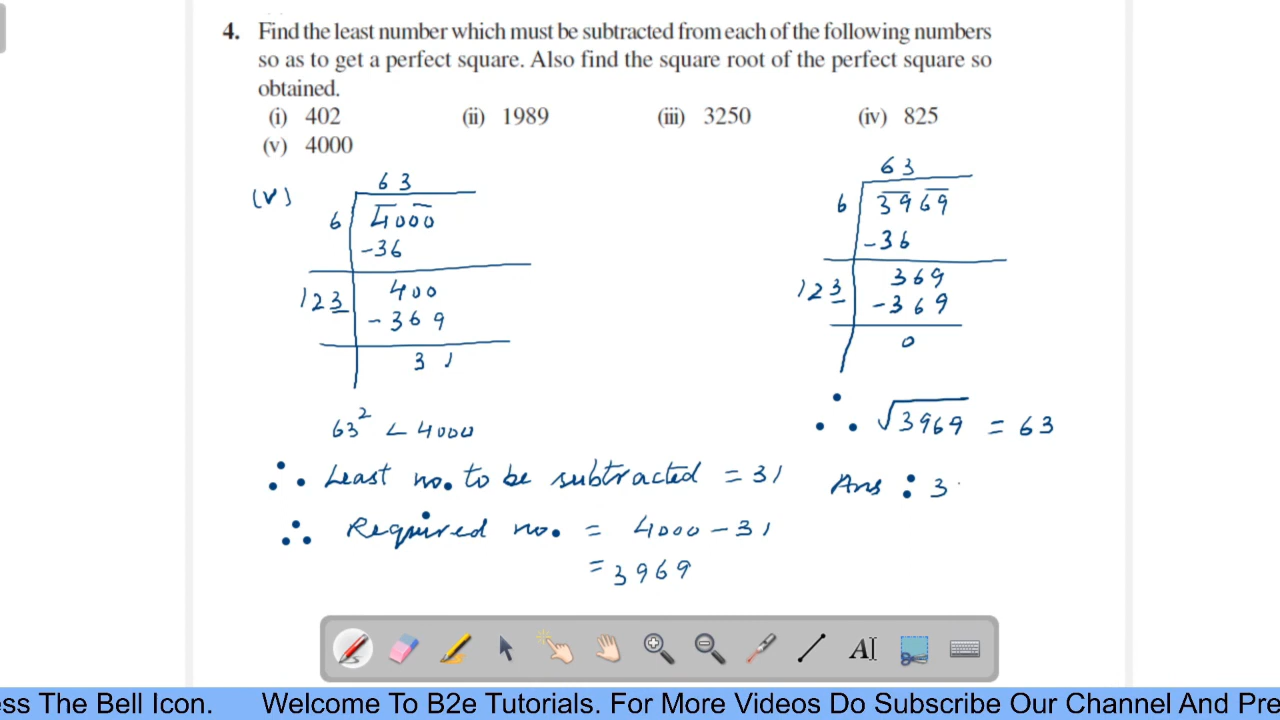 4. Find the least number which must be subtracted from each of the following numbers
so as to get a perfect square. Also find the square root of the perfect square so
obtained.
(i) 402 (ii) 1989 (iii) 3250 (iv) 825
(v) 4000
(v)
63
6 4000
-36
123 400
-369
31
63² < 4000
∴ Least no. to be subtracted = 31
∴ Required no. = 4000 - 31
= 3969
63
6 3969
-36
123 369
-369
0
∴ √3969 = 63
Ans : 3
AI
ss The Bell Icon. Welcome To B2e Tutorials. For More Videos Do Subscribe Our Channel And Pre